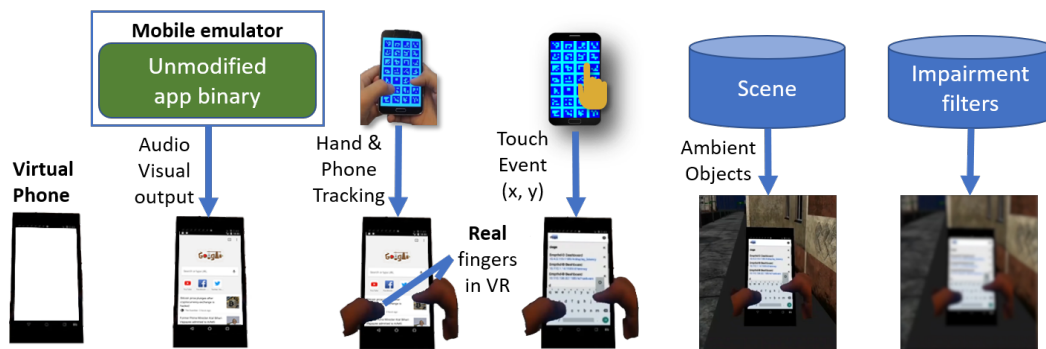 Mobile emulator
Unmodified
app binary
Scene
Impairment
filters
Audio
Visual
output
Hand &
Phone
Tracking
Touch
Event
(x, y)
Ambient
Objects
Virtual
Phone
Real
fingers
in VR
Google